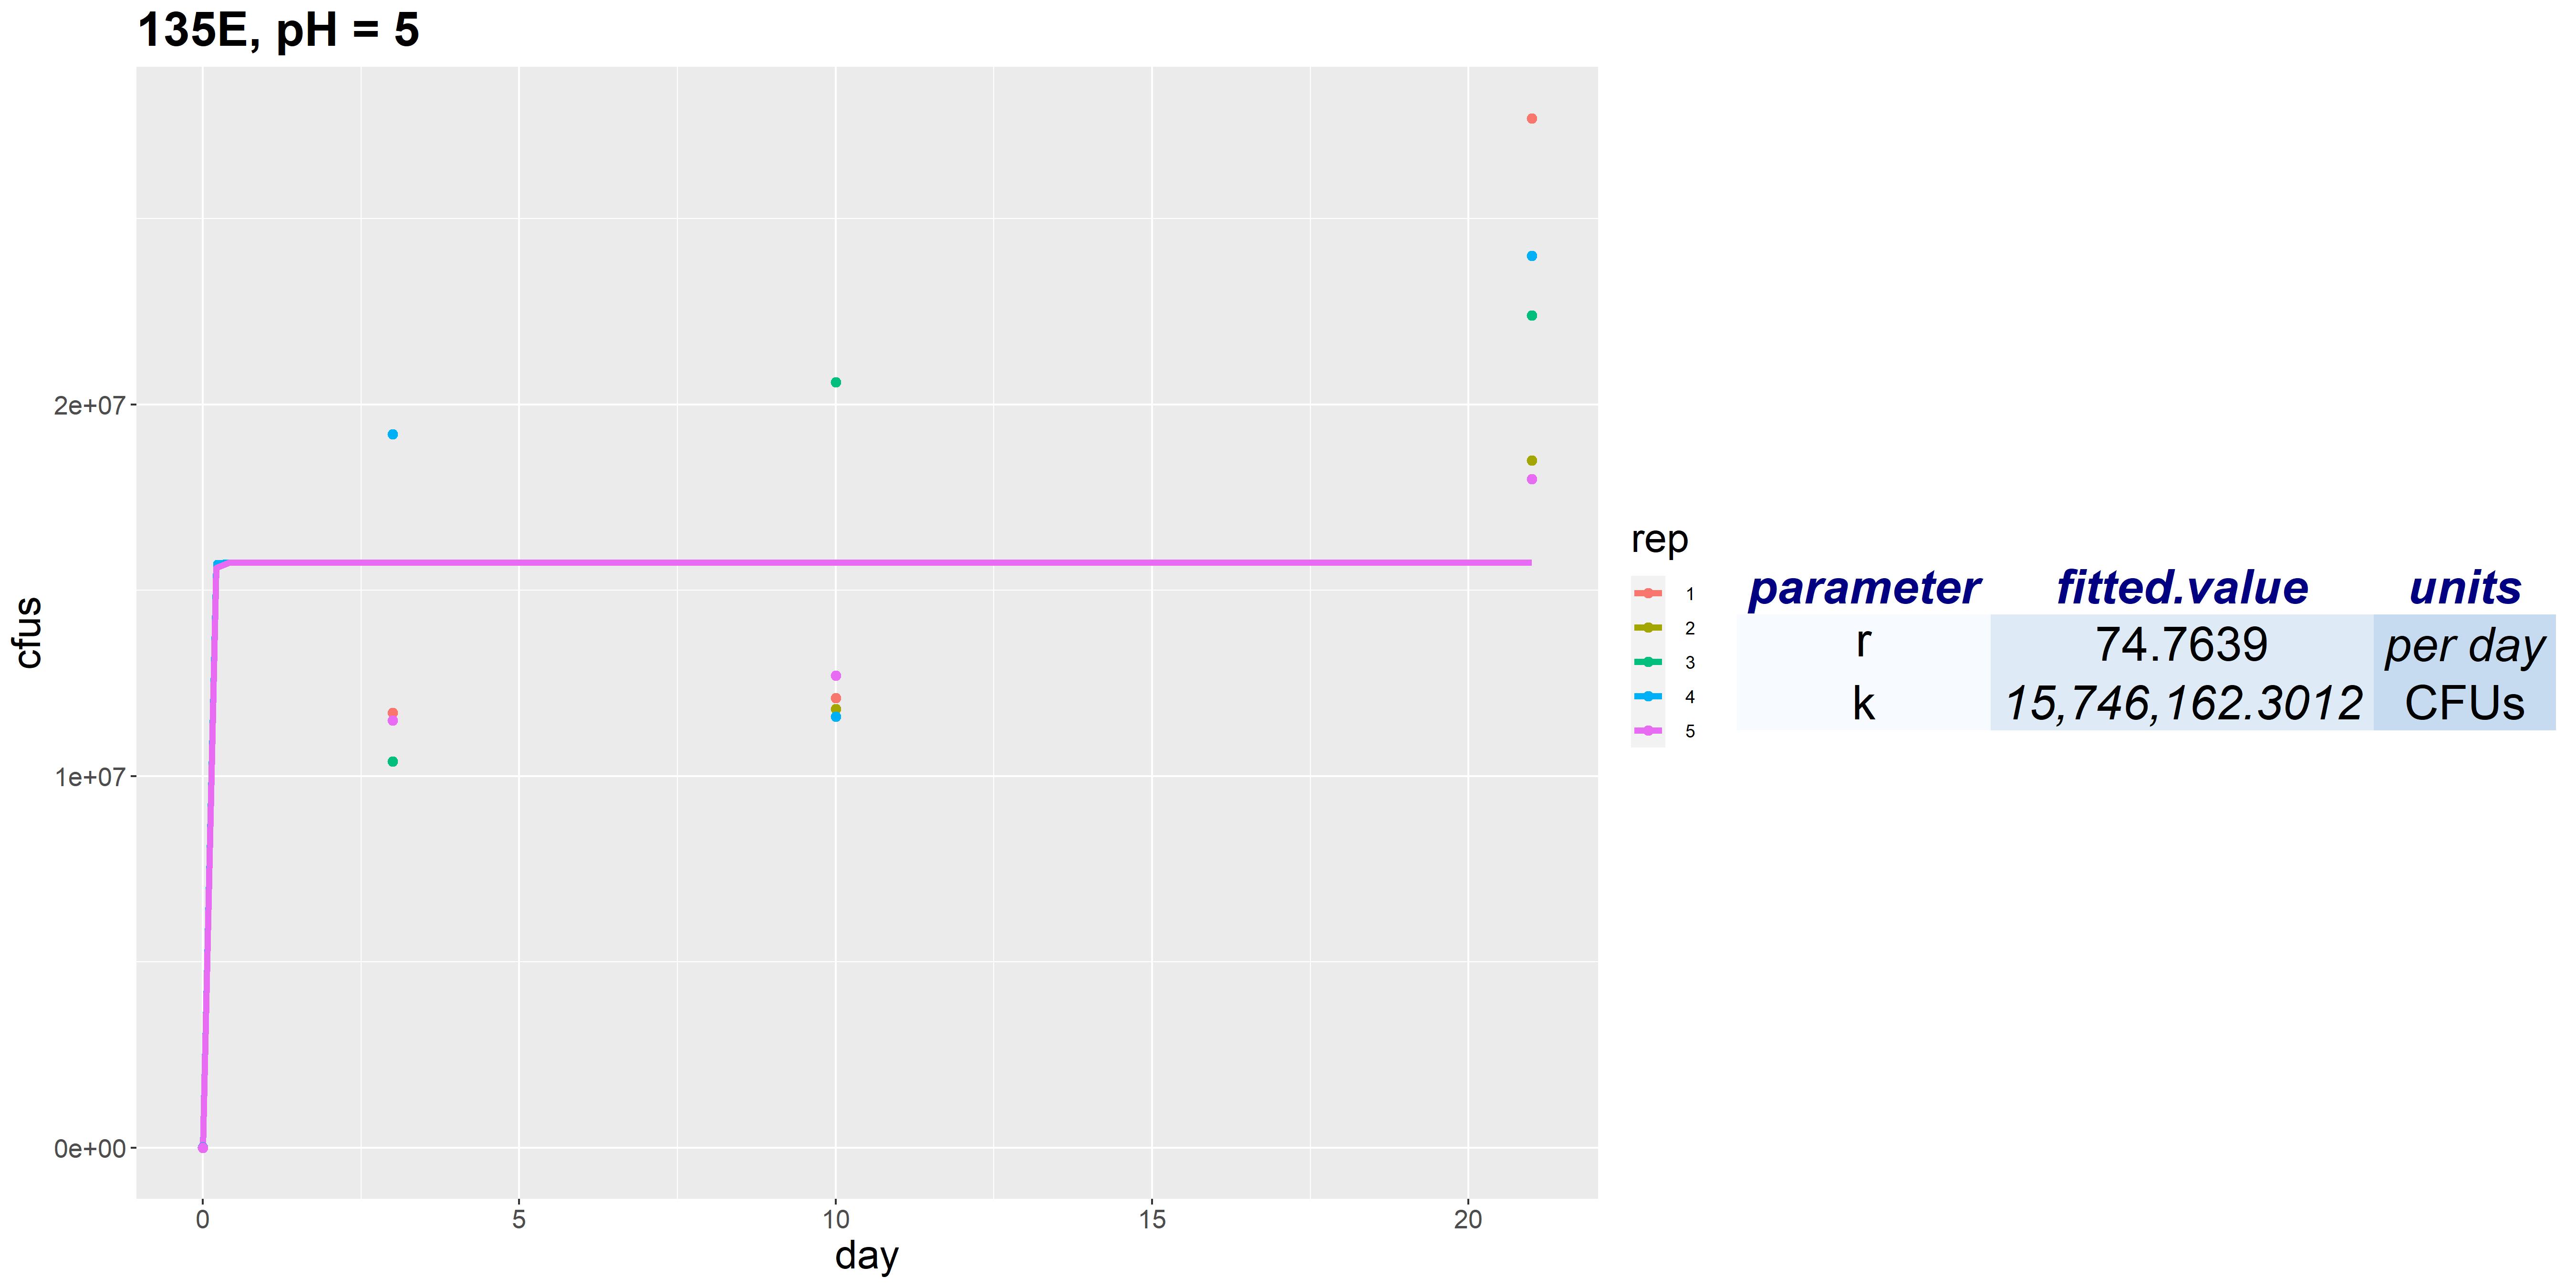 135E, pH = 5
cfus
2e+07
1e+07
0e+00
0 5 10 15 20
day
rep
1
2
3
4
5
parameter fitted.value units
r 74.7639 per day
k 15,746,162.3012 CFUs